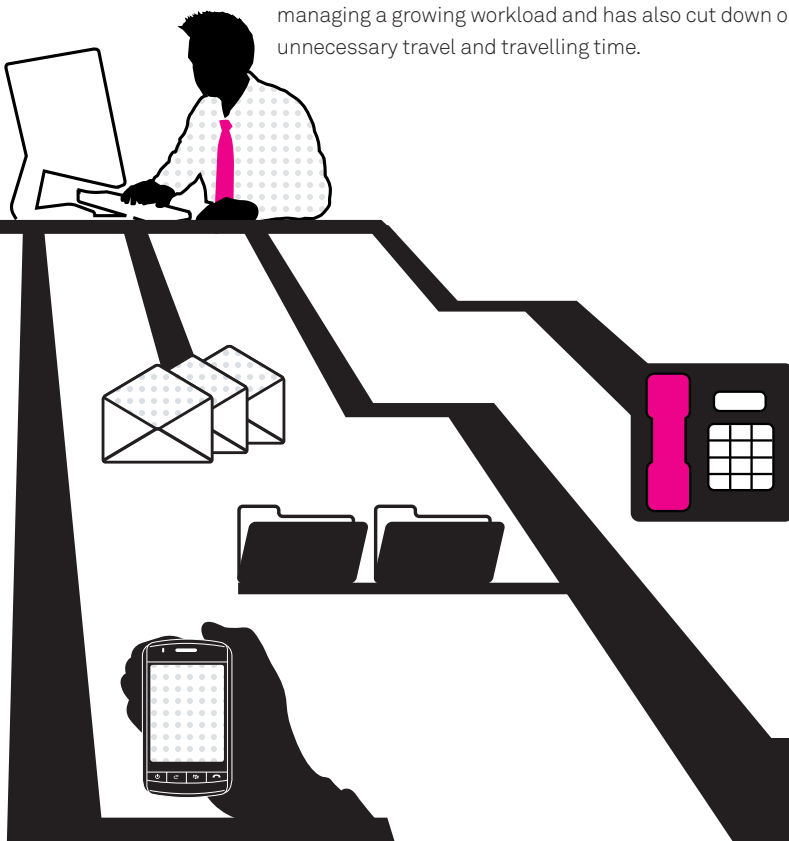 managing a growing workload and has also cut down o
unnecessary travel and travelling time.